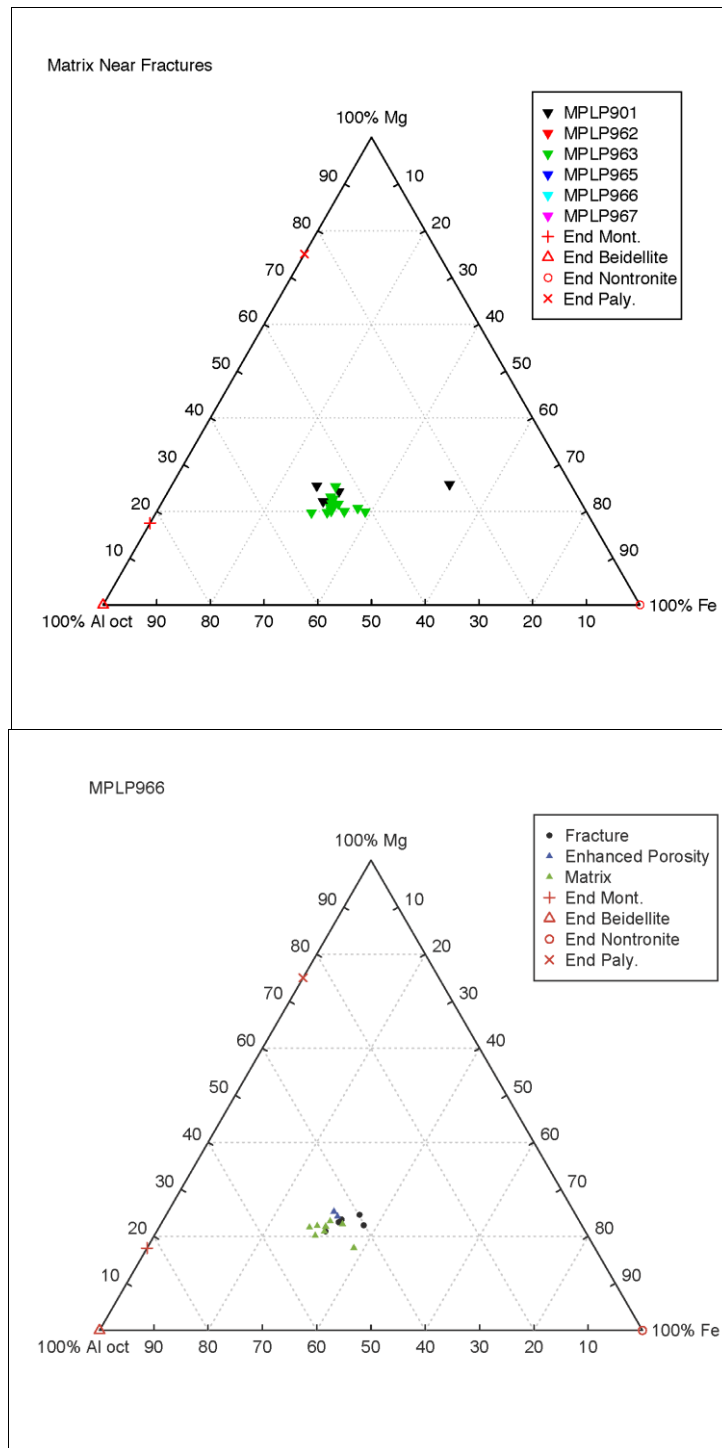 Matrix Near Fractures
100% Mg
MPLP901
MPLP962
MPLP963
MPLP965
MPLP966
MPLP967
End Mont.
End Beidellite
End Nontronite
End Paly.
90 10
80 20
70 30
60 40
50 50
40 60
30 70
20 80
10 90
100% Al oct 90 80 70 60 50 40 30 20 10 100% Fe
MPLP966
100% Mg
Fracture
Enhanced Porosity
Matrix
End Mont.
End Beidellite
End Nontronite
End Paly.
90 10
80 20
70 30
60 40
50 50
40 60
30 70
20 80
10 90
100% Al oct 90 80 70 60 50 40 30 20 10 100% Fe